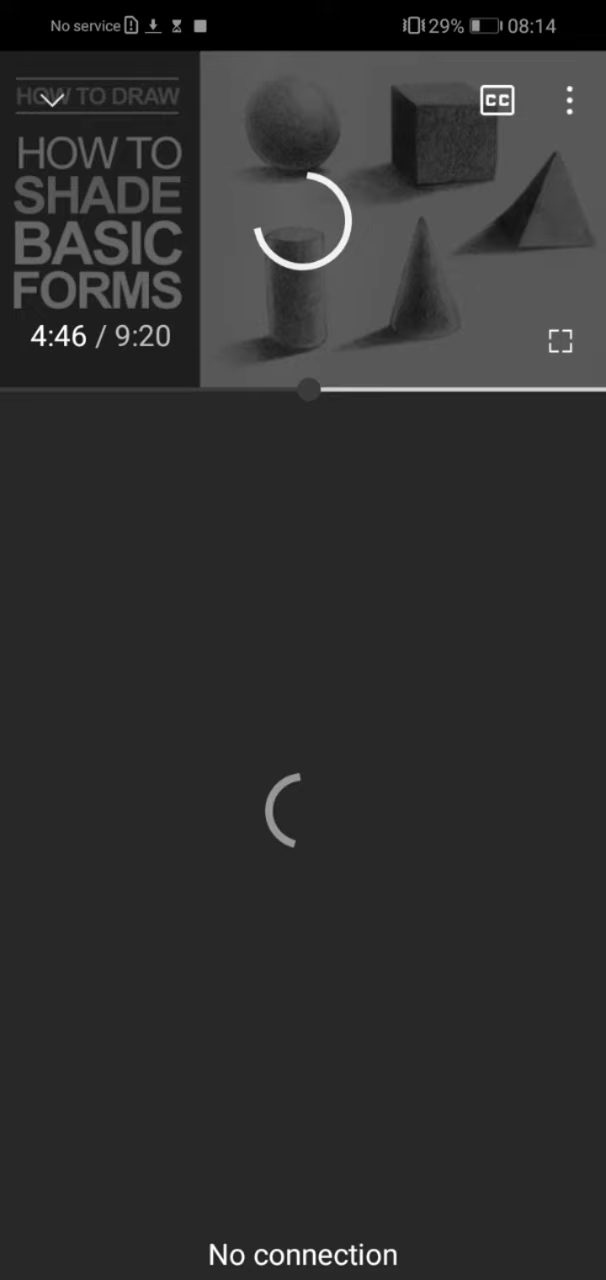 No service 29% 08:14
HOW TO DRAW
CC
HOW TO
SHADE
BASIC
FORMS
4:46 / 9:20
No connection